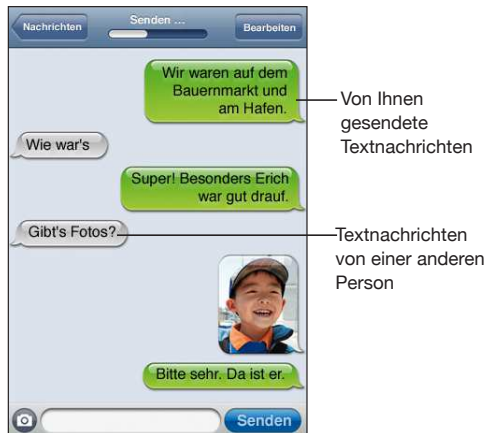 Nachrichten
Senden ...
Bearbeiten
Wir waren auf dem
Bauernmarkt und
am Hafen.
Von Ihnen
gesendete
Textnachrichten
Wie war's
Super! Besonders Erich
war gut drauf.
Gibt's Fotos?
Textnachrichten
von einer anderen
Person
Bitte sehr. Da ist er.
Senden